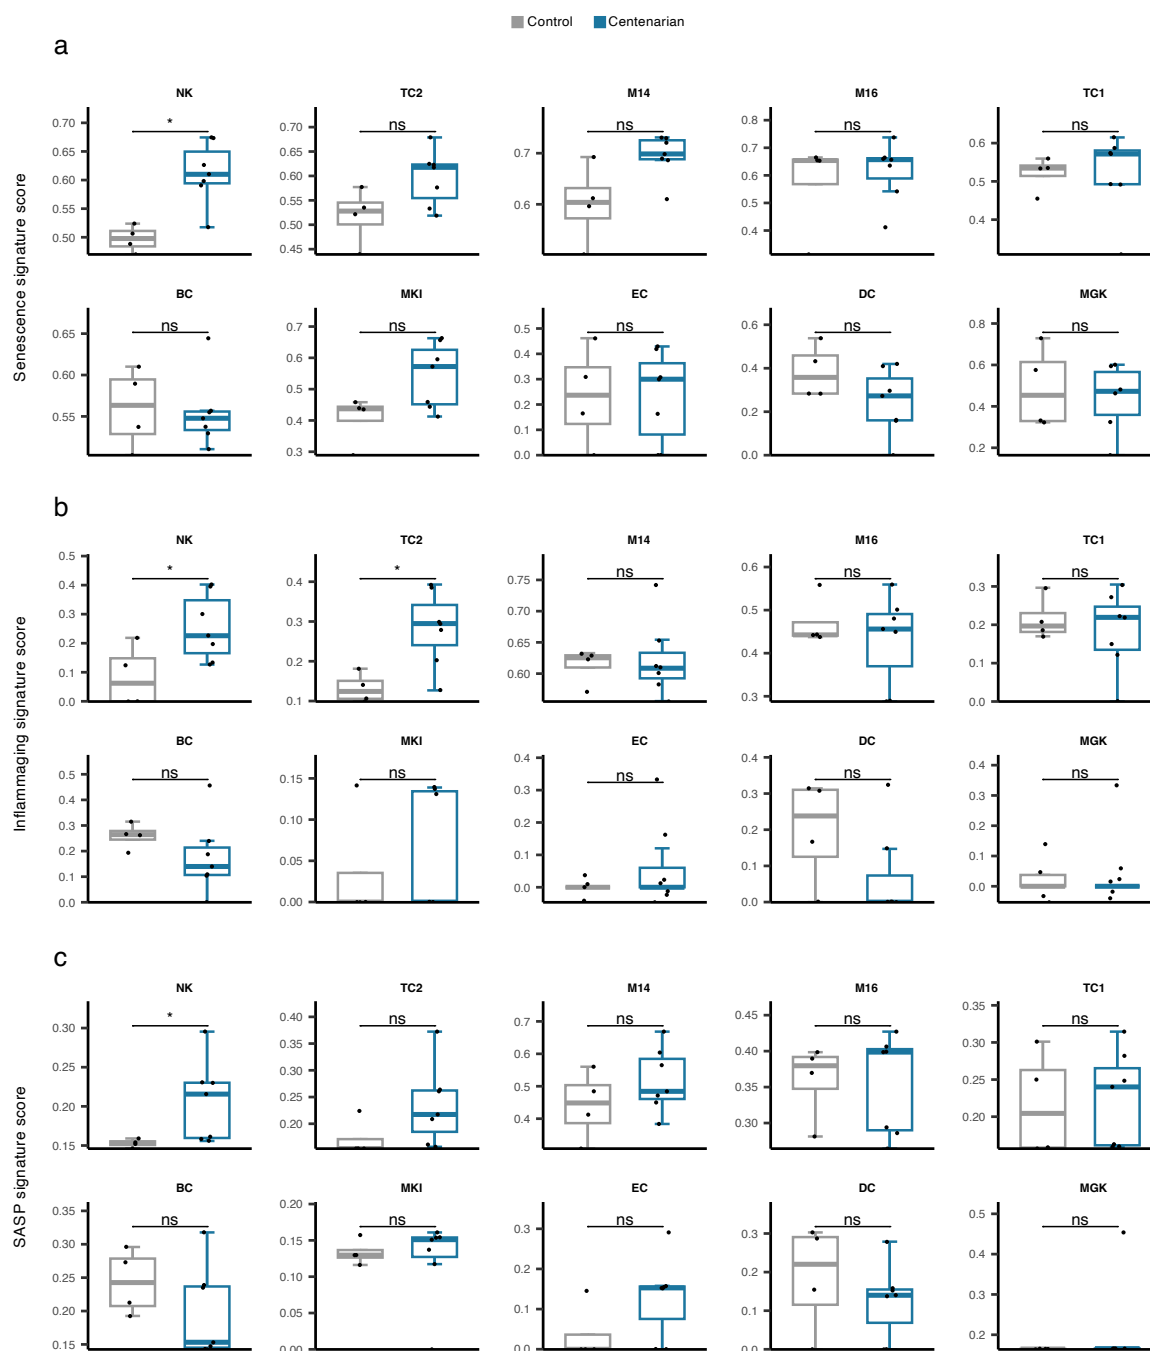 Control Centenarian
a
Senescence signature score
NK TC2 M14 M16 TC1
* ns ns ns ns
0.70 0.65 0.60 0.55 0.50
0.70 0.65 0.60 0.55 0.50 0.45
0.7 0.6
0.8 0.7 0.6 0.5 0.4
0.6 0.5 0.4
BC MKI EC DC MGK
ns ns ns ns ns
0.65 0.60 0.55
0.7 0.6 0.5 0.4 0.3
0.5 0.4 0.3 0.2 0.1 0.0
0.6 0.4 0.2 0.0
0.8 0.6 0.4 0.2
b
Inflammaging signature score
NK TC2 M14 M16 TC1
* * ns ns ns
0.5 0.4 0.3 0.2 0.1 0.0
0.4 0.3 0.2 0.1
0.75 0.70 0.65 0.60
0.6 0.5 0.4 0.3
0.3 0.2 0.1 0.0
BC MKI EC DC MGK
ns ns ns ns ns
0.5 0.4 0.3 0.2 0.1 0.0
0.15 0.10 0.05 0.00
0.4 0.3 0.2 0.1 0.0
0.4 0.3 0.2 0.1 0.0
0.4 0.3 0.2 0.1 0.0
c
SASP signature score
NK TC2 M14 M16 TC1
* ns ns ns ns
0.30 0.25 0.20 0.15
0.40 0.35 0.30 0.25 0.20
0.7 0.6 0.5 0.4
0.45 0.40 0.35 0.30
0.35 0.30 0.25 0.20
BC MKI EC DC MGK
ns ns ns ns ns
0.35 0.30 0.25 0.20 0.15
0.20 0.15 0.10 0.05 0.00
0.3 0.2 0.1 0.0
0.3 0.2 0.1 0.0
0.5 0.4 0.3 0.2